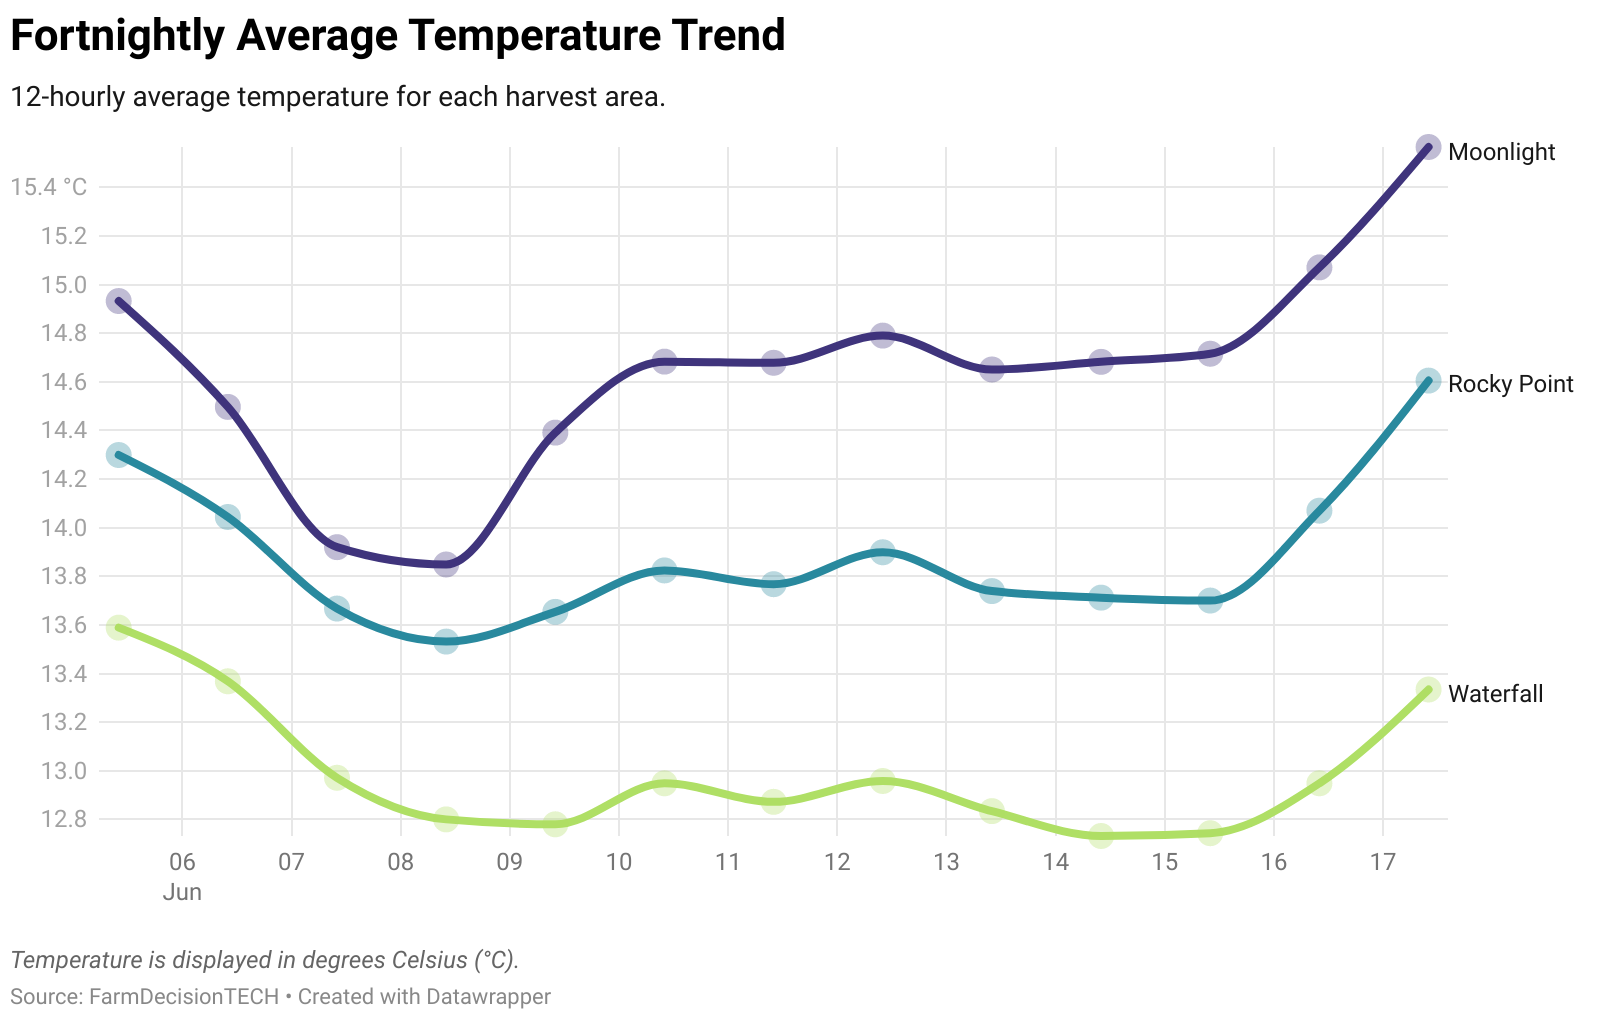 Fortnightly Average Temperature Trend
12-hourly average temperature for each harvest area.
Moonlight
15.4 °C
15.2
15.0
14.8
14.6
Rocky Point
14.4
14.2
14.0
13.8
13.6
13.4
Waterfall
13.2
13.0
12.8
06 07 08 09 10 11 12 13 14 15 16 17
Jun
Temperature is displayed in degrees Celsius (°C).
Source: FarmDecisionTECH • Created with Datawrapper